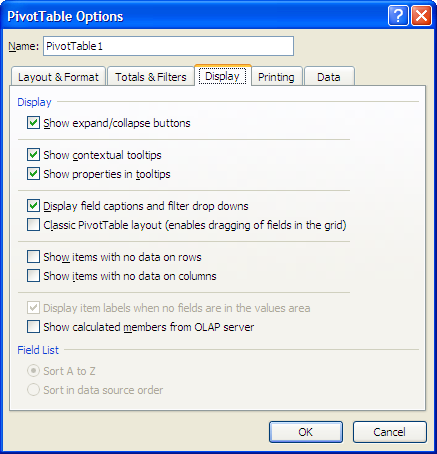 PivotTable Options
Name: PivotTable1
Layout & Format Totals & Filters Display Printing Data
Display
Show expand/collapse buttons
Show contextual tooltips
Show properties in tooltips
Display field captions and filter drop downs
Classic PivotTable layout (enables dragging of fields in the grid)
Show items with no data on rows
Show items with no data on columns
Display item labels when no fields are in the values area
Show calculated members from OLAP server
Field List
Sort A to Z
Sort in data source order
OK Cancel